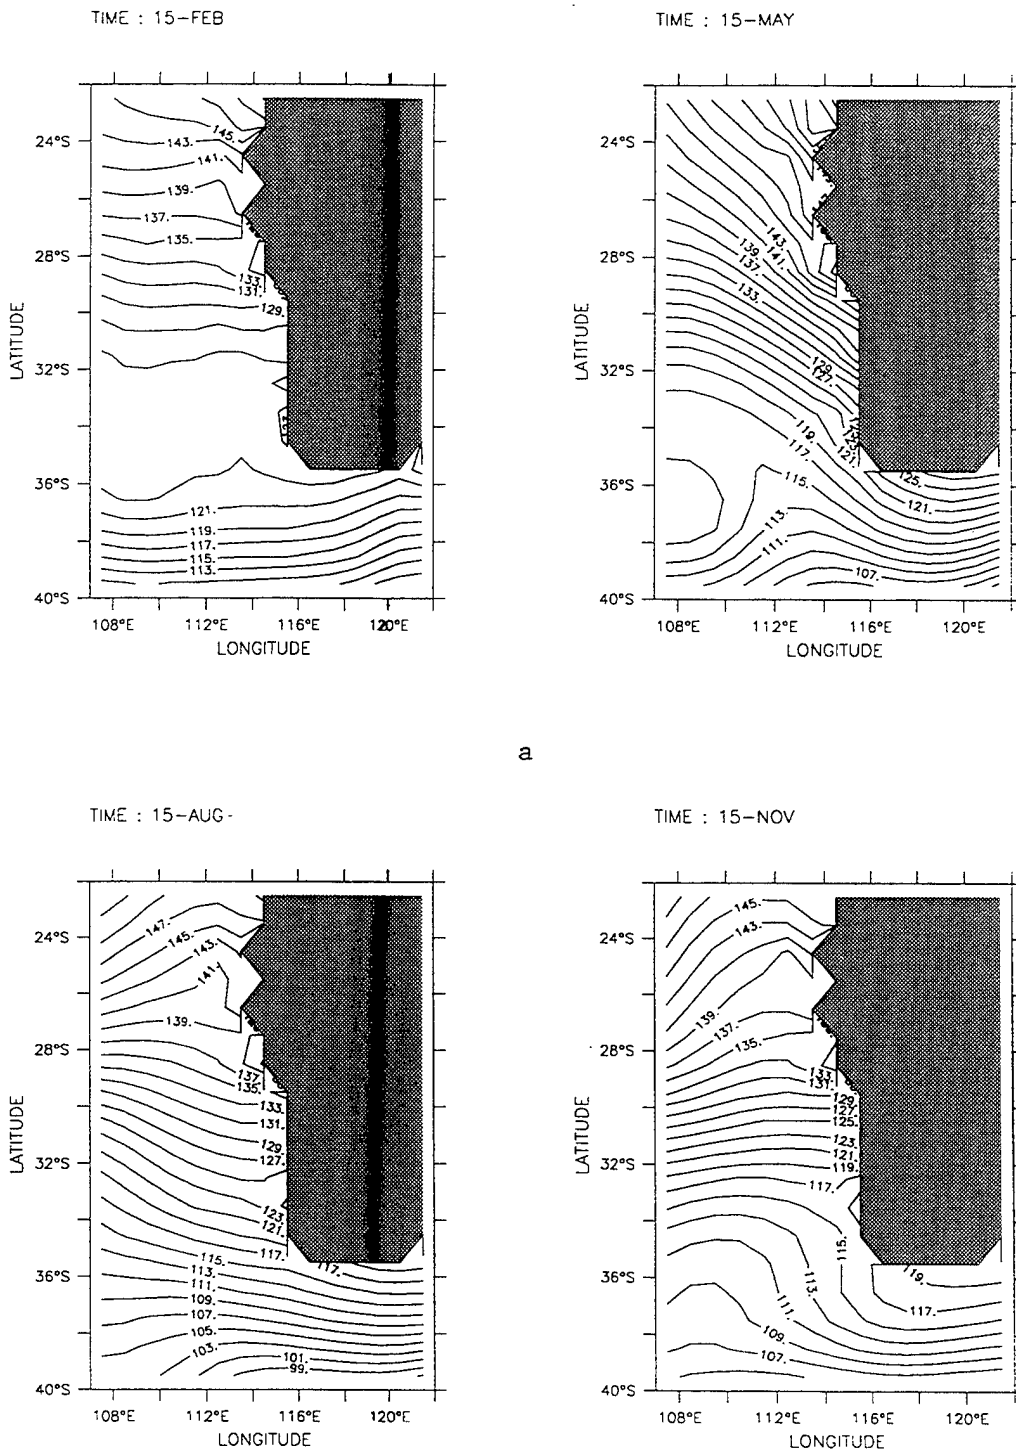 TIME : 15-FEB
145.
143.
141.
139.
137.
135.
133.
131.
129.
121.
119.
117.
115.
113.
24°S
28°S
32°S
36°S
40°S
LATITUDE
108°E 112°E 116°E 120°E
LONGITUDE
TIME : 15-MAY
143.
141.
139.
137.
133.
129.
127.
123.
121.
119.
117.
115.
113.
111.
125.
121.
107.
24°S
28°S
32°S
36°S
40°S
LATITUDE
108°E 112°E 116°E 120°E
LONGITUDE
a
TIME : 15-AUG-
147.
145.
143.
141.
139.
137.
135.
133.
131.
129.
127.
123.
121.
117.
117.
115.
113.
111.
109.
107.
105.
103.
101.
99.
24°S
28°S
32°S
36°S
40°S
LATITUDE
108°E 112°E 116°E 120°E
LONGITUDE
TIME : 15-NOV
145.
143.
139.
137.
135.
133.
131.
129.
127.
125.
123.
121.
119.
117.
115.
113.
111.
109.
107.
119.
117.
24°S
28°S
32°S
36°S
40°S
LATITUDE
108°E 112°E 116°E 120°E
LONGITUDE